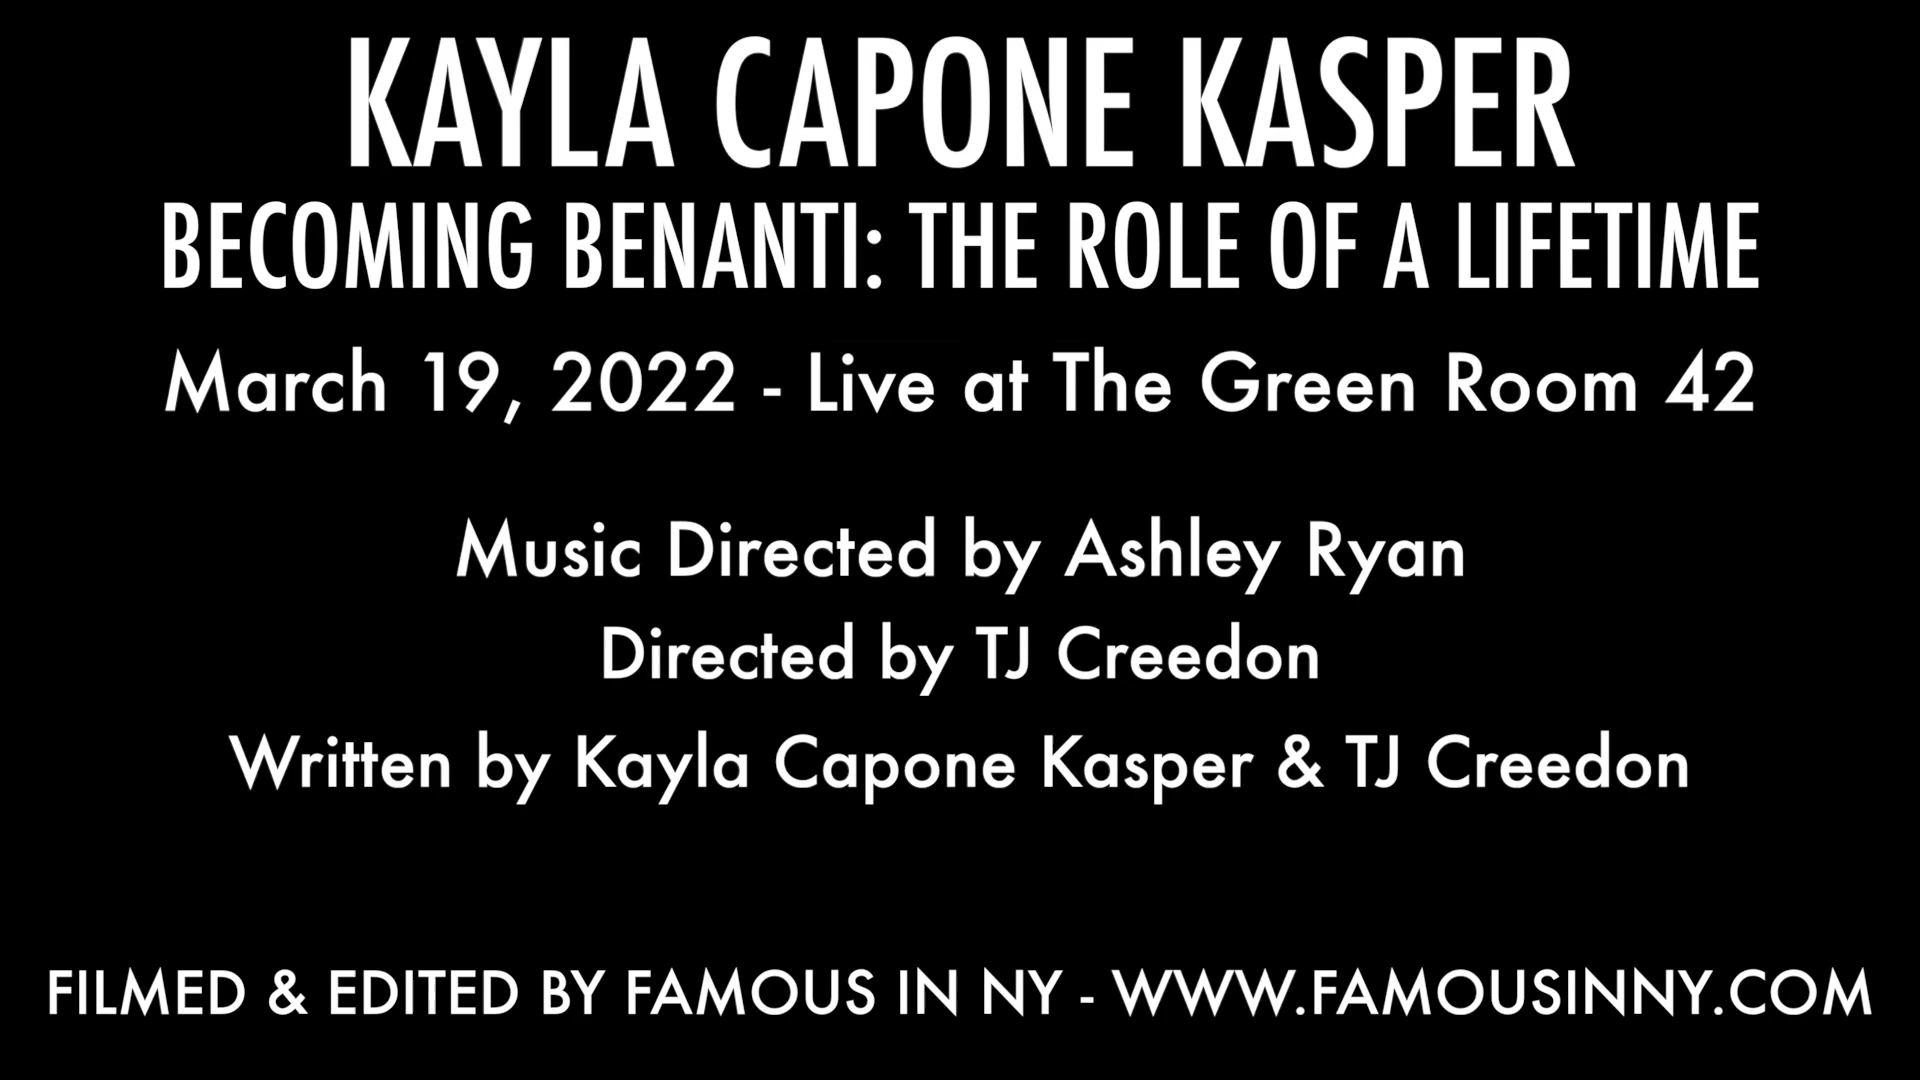 KAYLA CAPONE KASPER
BECOMING BENANTI: THE ROLE OF A LIFETIME
March 19, 2022 - Live at The Green Room 42
Music Directed by Ashley Ryan
Directed by TJ Creedon
Written by Kayla Capone Kasper & TJ Creedon
FILMED & EDITED BY FAMOUS IN NY - WWW.FAMOUSINNY.COM